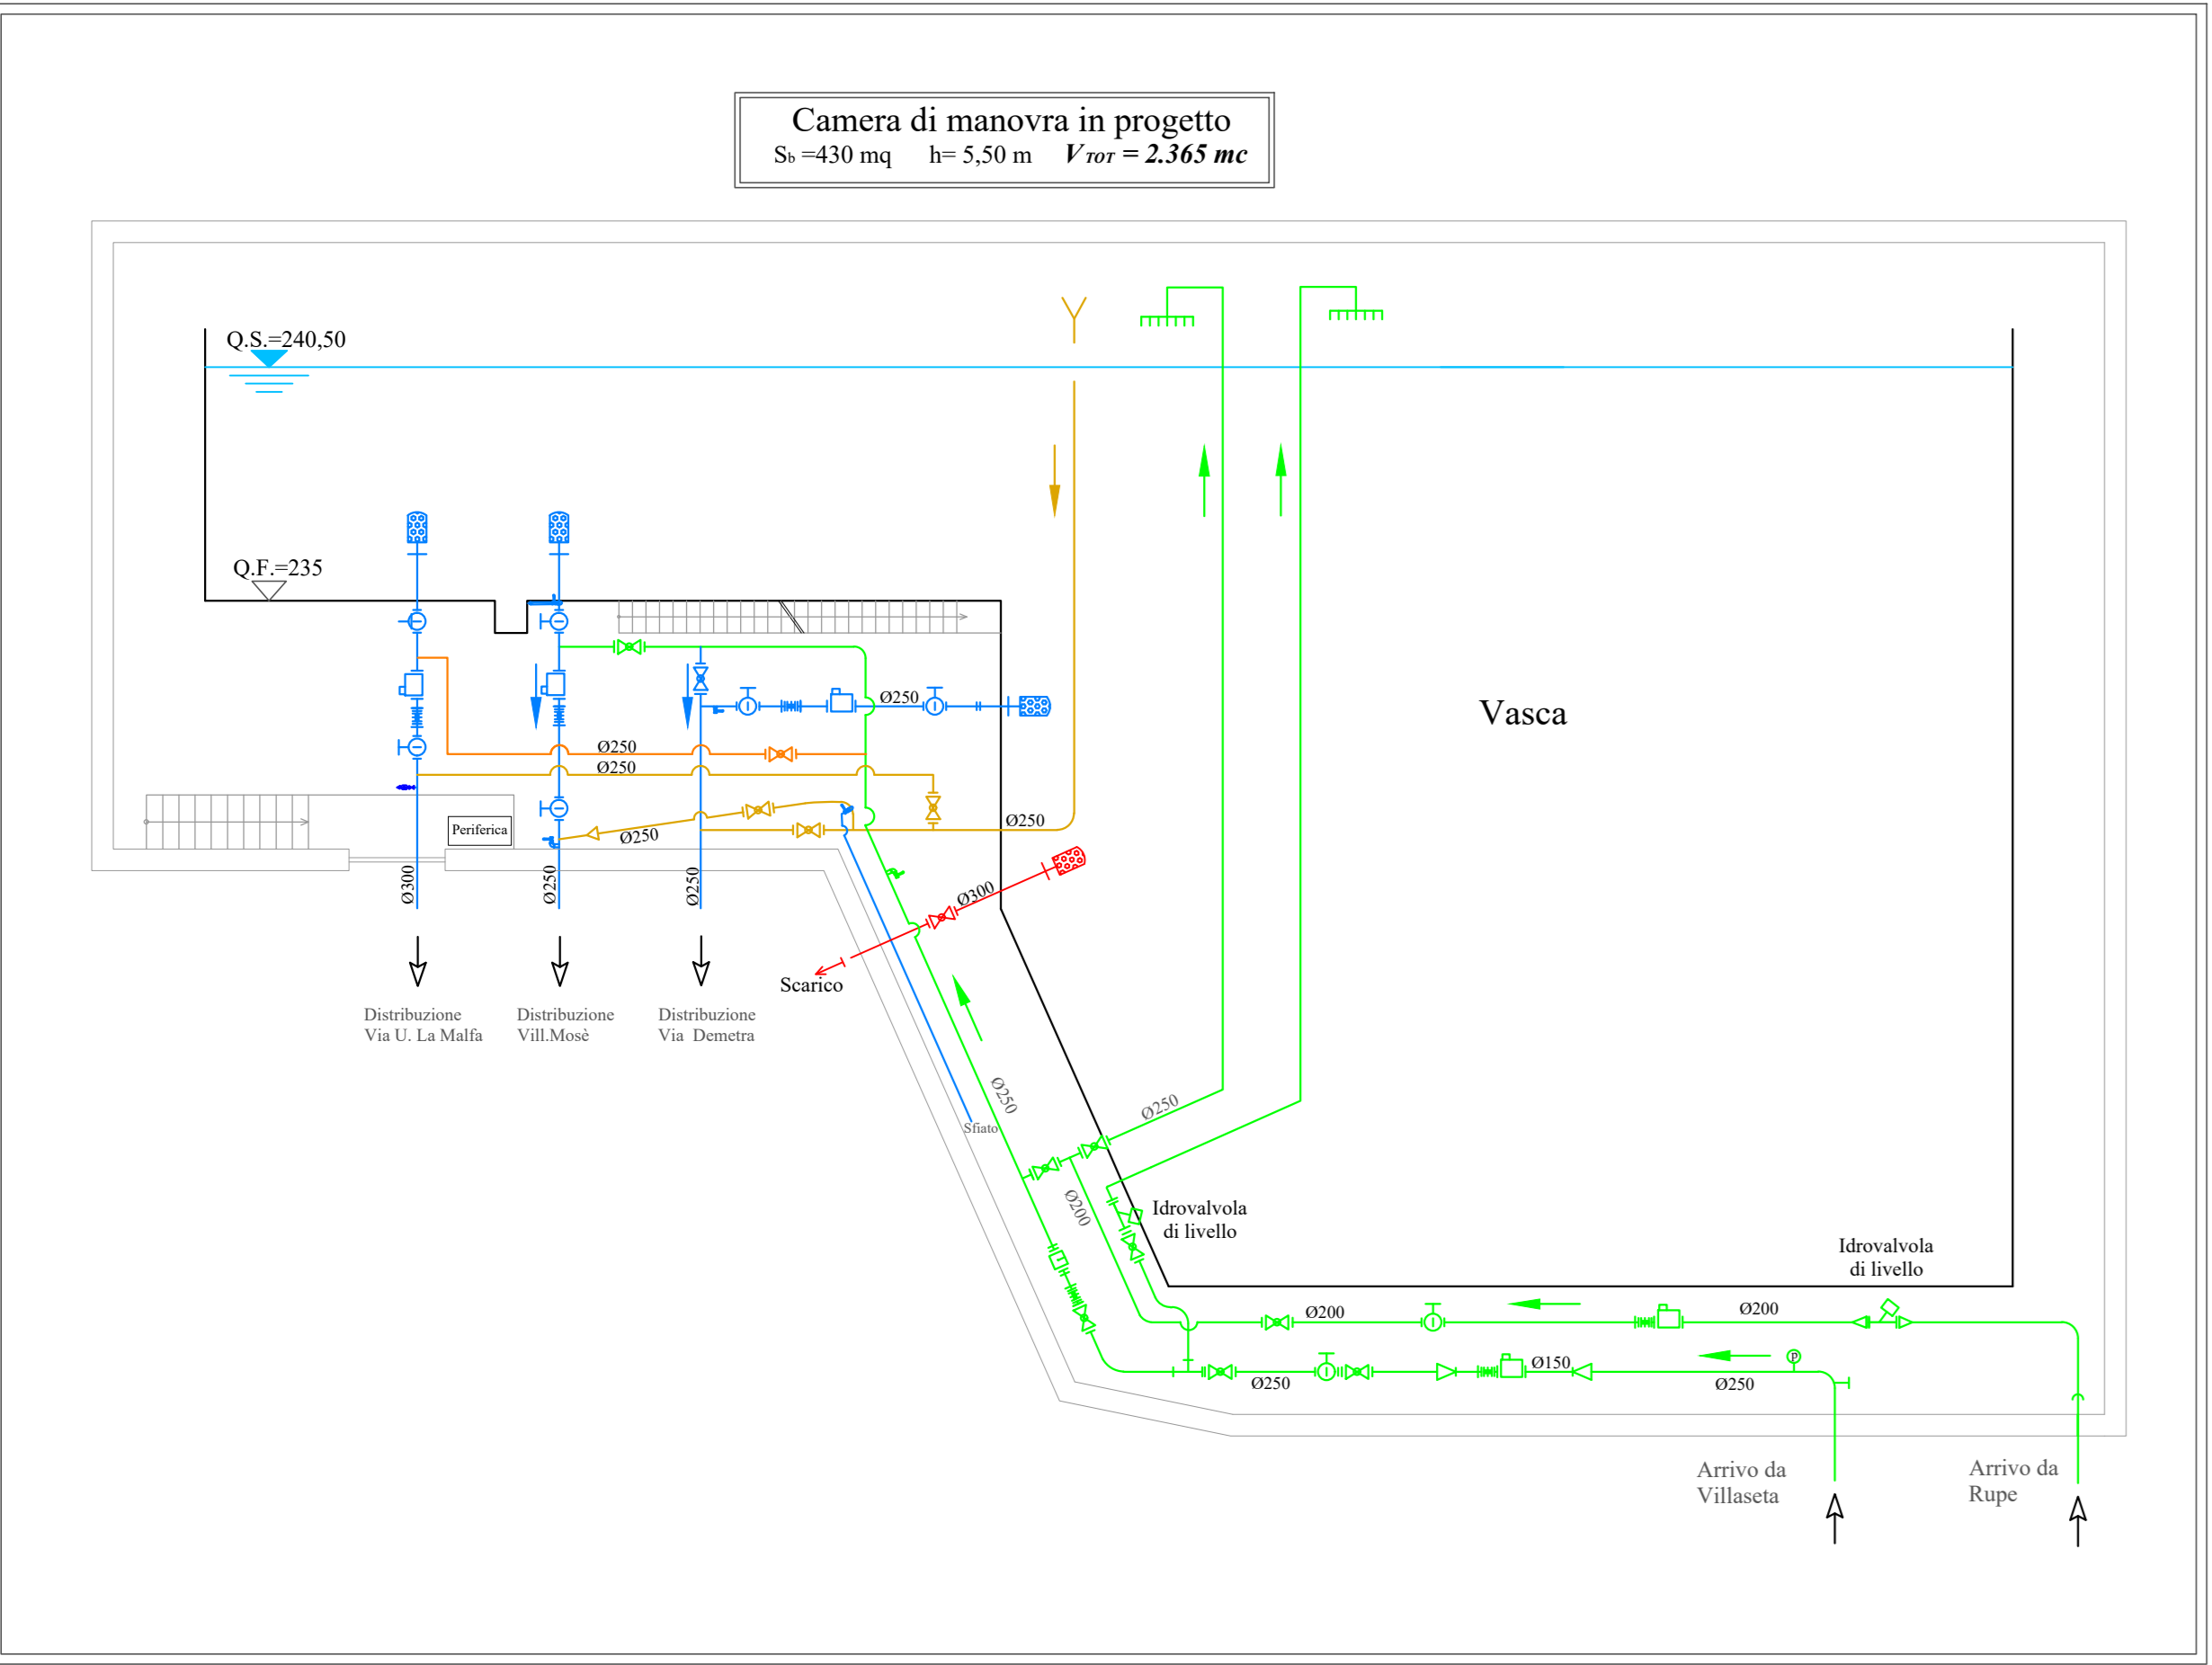 Camera di manovra in progetto
Sb =430 mq h= 5,50 m VTOT = 2.365 mc
Q.S.=240,50
Q.F.=235
Ø250
Vasca
Ø250
Ø250
Ø250
Periferica
Ø250
Ø300
Ø250
Ø250
Ø300
Scarico
Distribuzione
Via U. La Malfa
Distribuzione
Vill.Mosè
Distribuzione
Via Demetra
Ø250
Ø250
Sfiato
Ø200
Idrovalvola
di livello
Idrovalvola
di livello
Ø200
Ø200
P
Ø150
Ø250
Ø250
Arrivo da
Villaseta
Arrivo da
Rupe